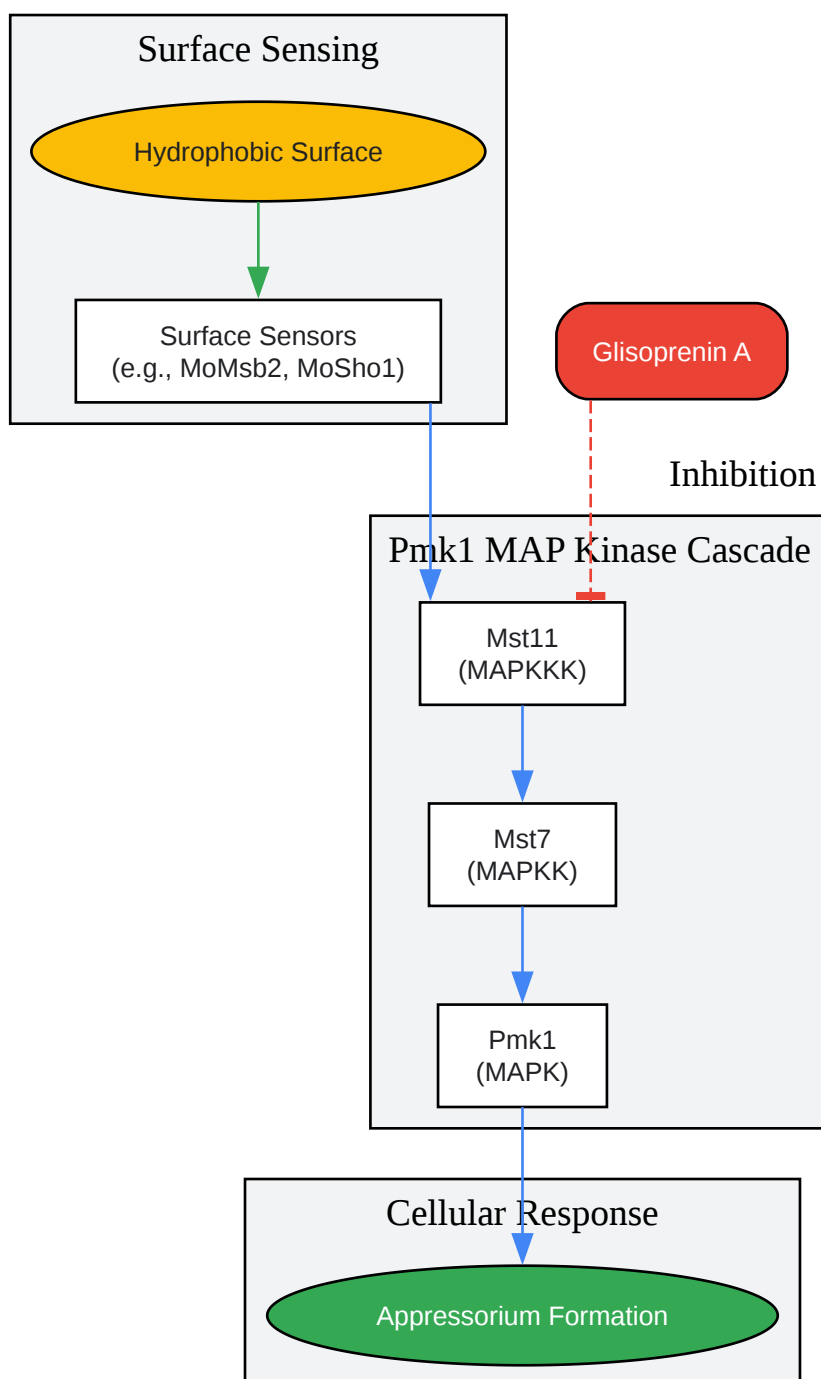 Surface Sensing
Hydrophobic Surface
Surface Sensors
(e.g., MoMsb2, MoSho1)
Glisoprenin A
Inhibition
Pmk1 MAP Kinase Cascade
Mst11
(MAPKKK)
Mst7
(MAPKK)
Pmk1
(MAPK)
Cellular Response
Appressorium Formation